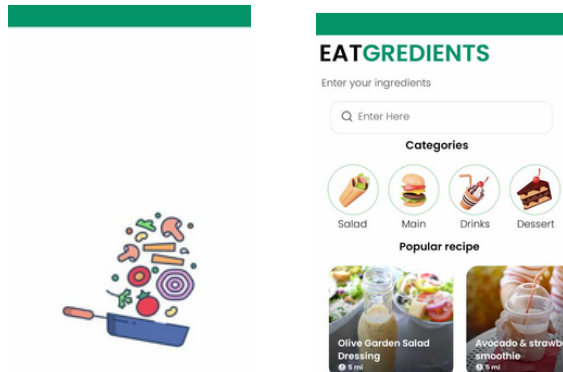 EATGREDIENTS
Enter your ingredients
Enter Here
Categories
Salad Main Drinks Dessert
Popular recipe
Olive Garden Salad
Dressing
5 mi
Avocado & strawb
smoothie
5 mi